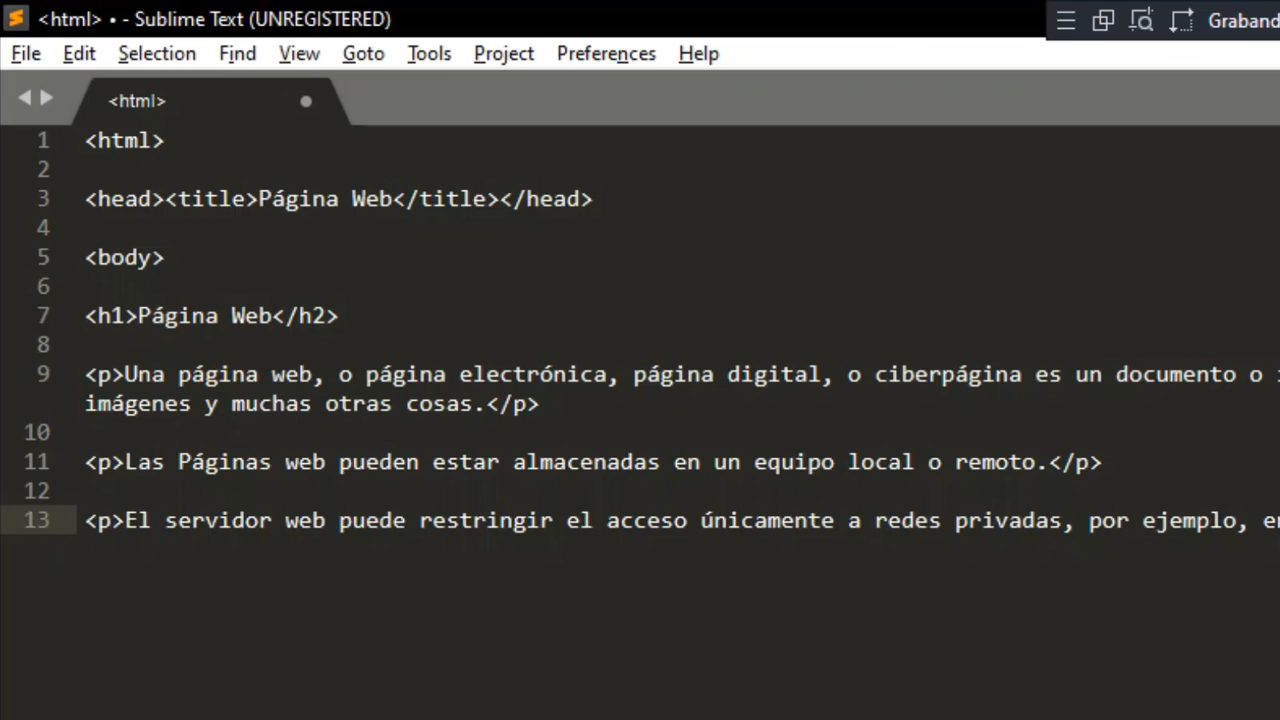 <html> • - Sublime Text (UNREGISTERED)
Graband
File Edit Selection Find View Goto Tools Project Preferences Help
<html>
1 <html>
2
3 <head><title>Página Web</title></head>
4
5 <body>
6
7 <h1>Página Web</h2>
8
9 <p>Una página web, o página electrónica, página digital, o ciberpágina es un documento o
imágenes y muchas otras cosas.</p>
10
11 <p>Las Páginas web pueden estar almacenadas en un equipo local o remoto.</p>
12
13 <p>El servidor web puede restringir el acceso únicamente a redes privadas, por ejemplo,